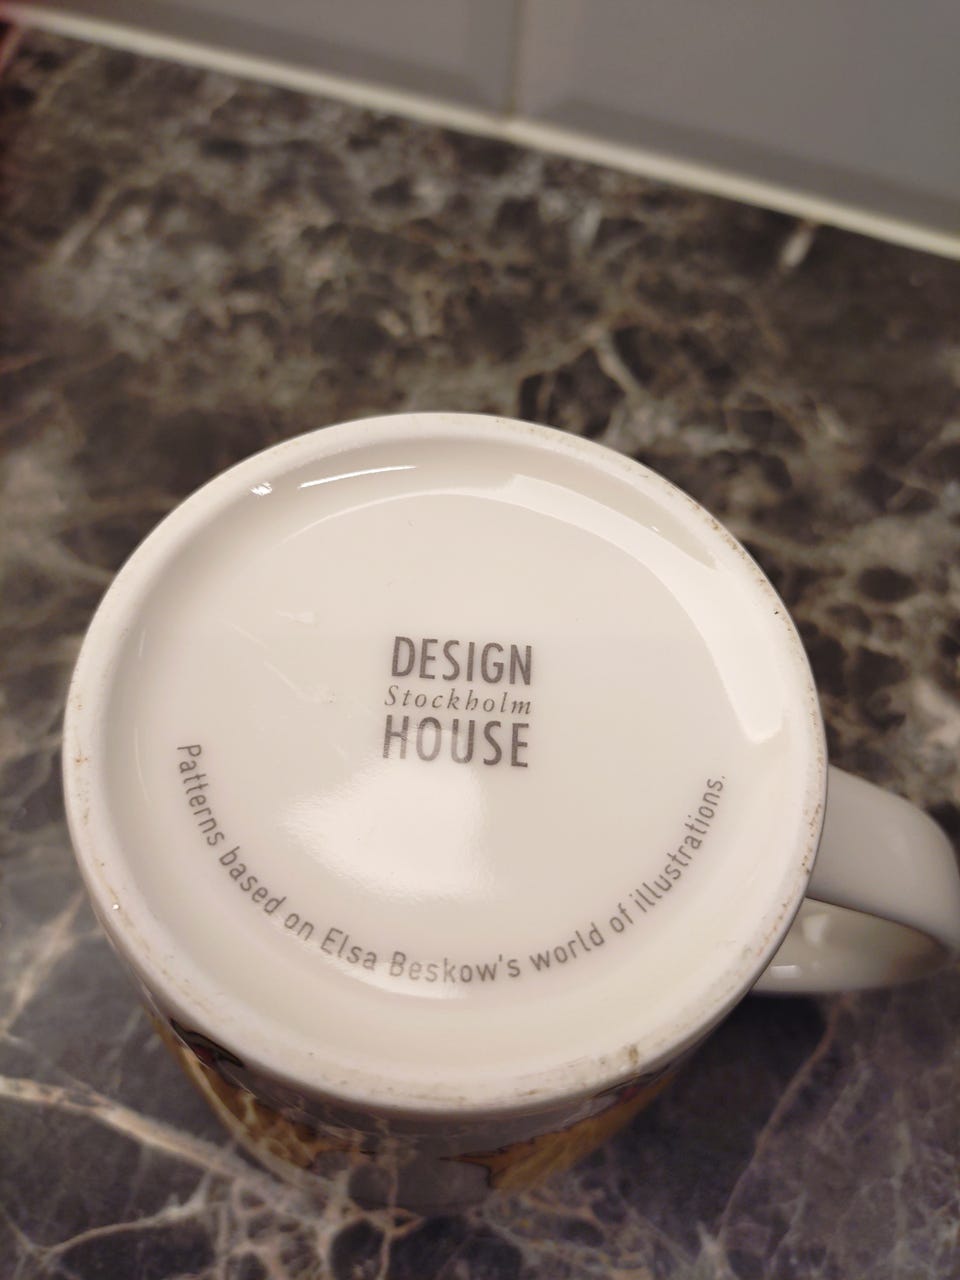 DESIGN
Stockholm
HOUSE
Patterns based on Elsa Beskow's world of illustrations.